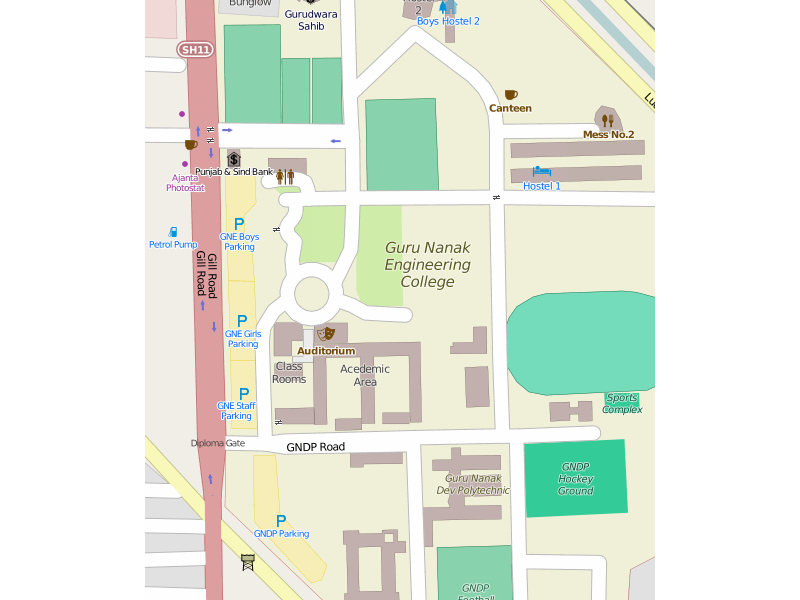 Bunglow
Gurudwara
Sahib
2
Boys Hostel 2
SH11
Canteen
Mess No.2
$
Punjab & Sind Bank
Ajanta
Photostat
Hostel 1
P
GNE Boys
Parking
Petrol Pump
Guru Nanak
Engineering
College
Gill Road
Gill Road
P
GNE Girls
Parking
Auditorium
Class
Rooms
Acedemic
Area
P
GNE Staff
Parking
Sports
Complex
Diploma Gate
GNDP Road
GNDP
Hockey
Ground
Guru Nanak
Dev Polytechnic
P
GNDP Parking
GNDP